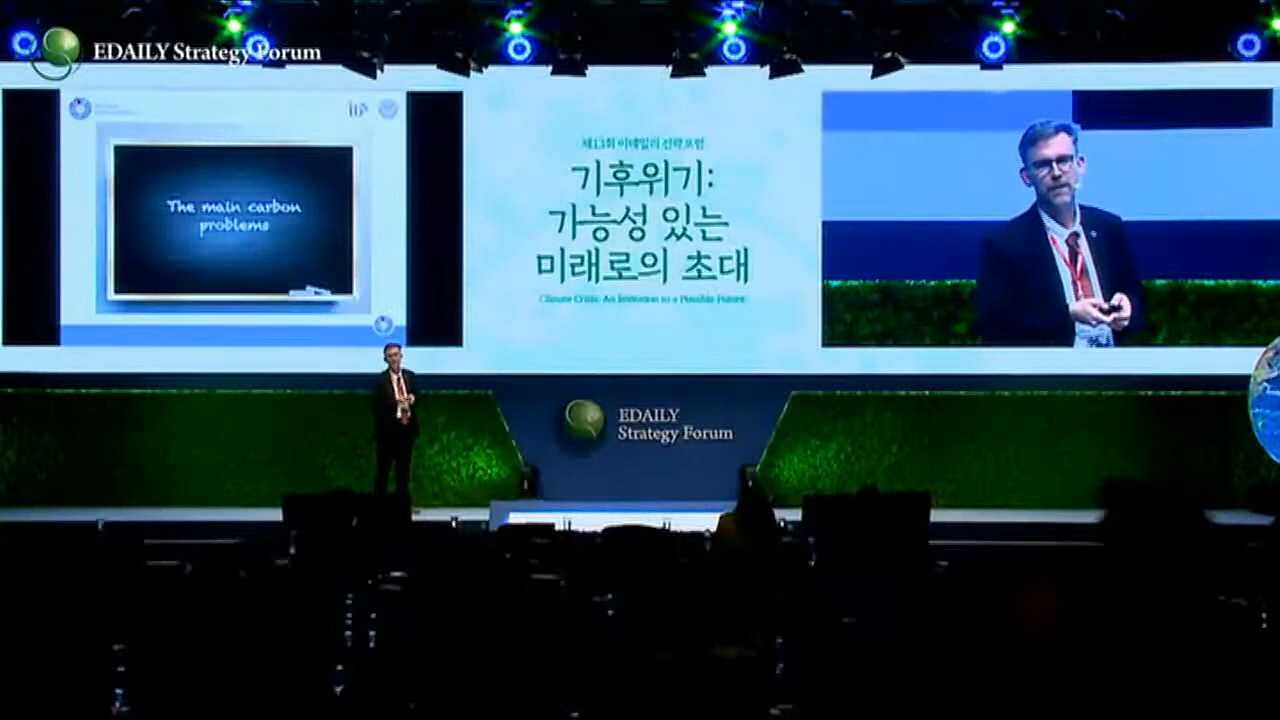 EDAILY Strategy Forum
The main carbon
problems
제13회 이데일리 전략포럼
기후위기:
가능성 있는
미래로의 초대
Climate Crisis: An Invitation to a Possible Future
EDAILY
Strategy Forum